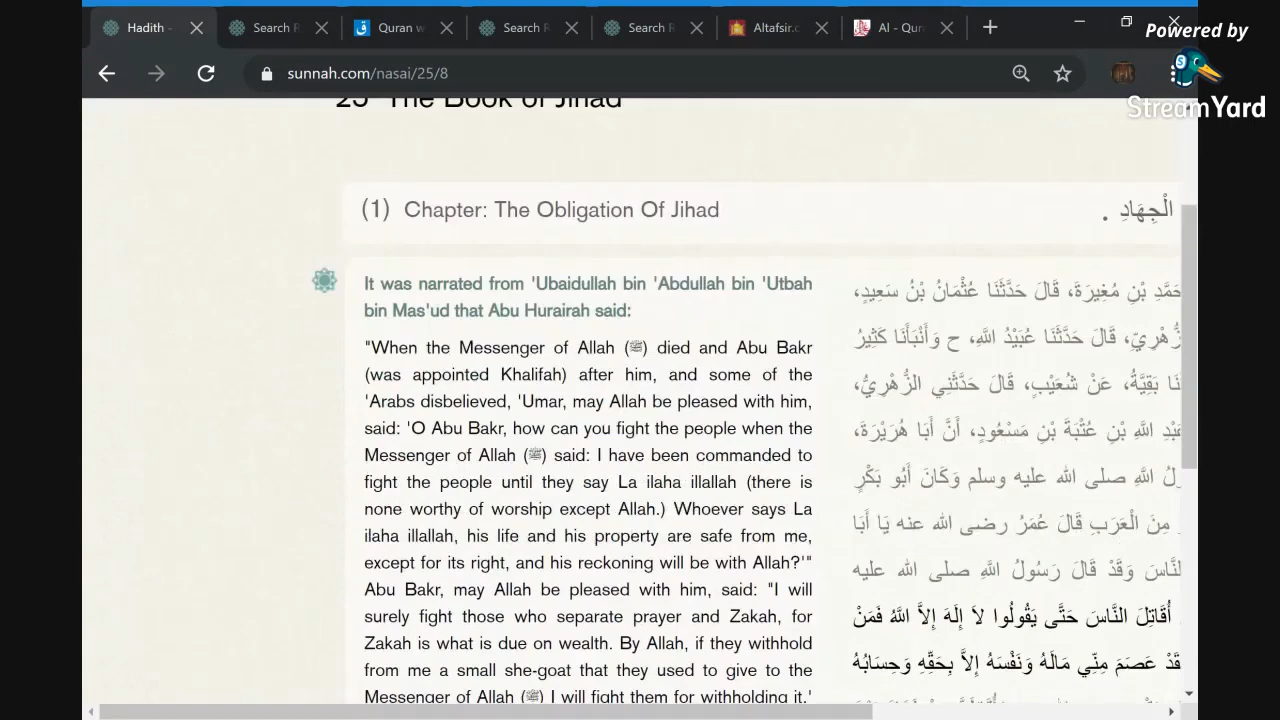 Hadith -
Search R
Quran w
Search R
Search R
Altafsir.c
Al - Qur
Powered by
StreamYard
sunnah.com/nasai/25/8
25 The Book of Jihad
(1) Chapter: The Obligation Of Jihad
الْجِهَادِ .
It was narrated from 'Ubaidullah bin 'Abdullah bin 'Utbah
bin Mas'ud that Abu Hurairah said:
"When the Messenger of Allah (ﷺ) died and Abu Bakr
(was appointed Khalifah) after him, and some of the
'Arabs disbelieved, 'Umar, may Allah be pleased with him,
said: 'O Abu Bakr, how can you fight the people when the
Messenger of Allah (ﷺ) said: I have been commanded to
fight the people until they say La ilaha illallah (there is
none worthy of worship except Allah.) Whoever says La
ilaha illallah, his life and his property are safe from me,
except for its right, and his reckoning will be with Allah?'"
Abu Bakr, may Allah be pleased with him, said: "I will
surely fight those who separate prayer and Zakah, for
Zakah is what is due on wealth. By Allah, if they withhold
from me a small she-goat that they used to give to the
Messenger of Allah (ﷺ) I will fight them for withholding it.'
حَمَّدِ بْنِ مُغِيرَةَ، قَالَ حَدَّثَنَا عُثْمَانُ بْنُ سَعِيدٍ،
زُّهْرِيِّ، قَالَ حَدَّثَنَا عُبَيْدُ اللَّهِ، ح وَأَنْبَأَنَا كَثِيرُ
نَا بَقِيَّةُ، عَنْ شُعَيْبٍ، قَالَ حَدَّثَنِي الزُّهْرِيُّ،
عَبْدِ اللَّهِ بْنِ عُتْبَةَ بْنِ مَسْعُودٍ، أَنَّ أَبَا هُرَيْرَةَ،
لُ اللَّهِ صلى الله عليه وسلم وَكَانَ أَبُو بَكْرٍ
مِنَ الْعَرَبِ قَالَ عُمَرُ رضى الله عنه يَا أَبَا
لنَّاسَ وَقَدْ قَالَ رَسُولُ اللَّهِ صلى الله عليه
أُقَاتِلَ النَّاسَ حَتَّى يَقُولُوا لاَ إِلَهَ إِلاَّ اللَّهُ فَمَنْ
قَدْ عَصَمَ مِنِّي مَالَهُ وَنَفْسَهُ إِلاَّ بِحَقِّهِ وَحِسَابُهُ